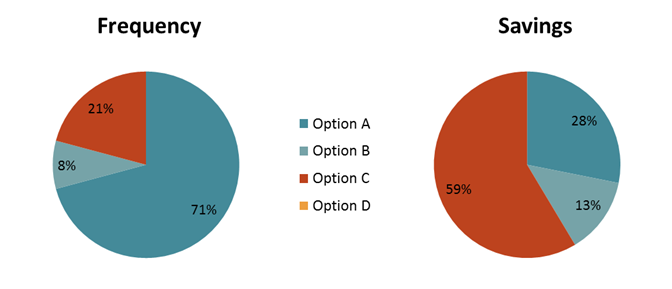 Frequency
21%
8%
71%
Option A
Option B
Option C
Option D
Savings
28%
59%
13%